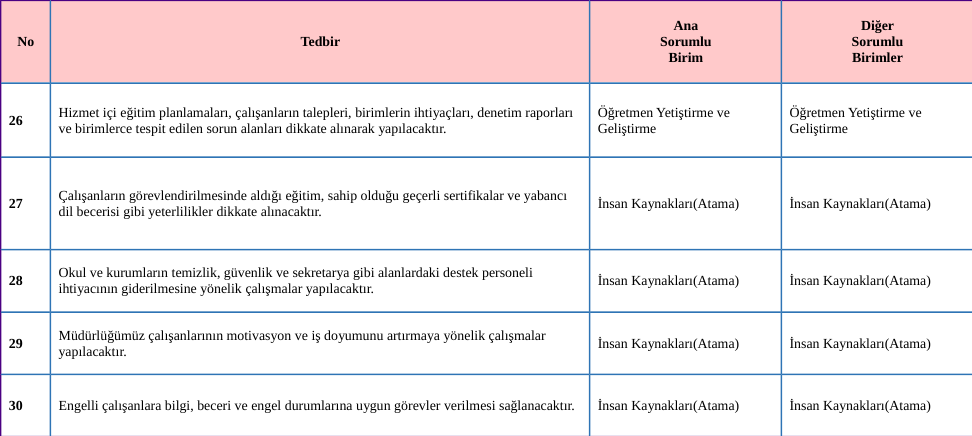 No
Tedbir
Ana
Sorumlu
Birim
Diğer
Sorumlu
Birimler
26
Hizmet içi eğitim planlamaları, çalışanların talepleri, birimlerin ihtiyaçları, denetim raporları
ve birimlerce tespit edilen sorun alanları dikkate alınarak yapılacaktır.
Öğretmen Yetiştirme ve
Geliştirme
Öğretmen Yetiştirme ve
Geliştirme
27
Çalışanların görevlendirilmesinde aldığı eğitim, sahip olduğu geçerli sertifikalar ve yabancı
dil becerisi gibi yeterlilikler dikkate alınacaktır.
İnsan Kaynakları(Atama)
İnsan Kaynakları(Atama)
28
Okul ve kurumların temizlik, güvenlik ve sekretarya gibi alanlardaki destek personeli
ihtiyacının giderilmesine yönelik çalışmalar yapılacaktır.
İnsan Kaynakları(Atama)
İnsan Kaynakları(Atama)
29
Müdürlüğümüz çalışanlarının motivasyon ve iş doyumunu artırmaya yönelik çalışmalar
yapılacaktır.
İnsan Kaynakları(Atama)
İnsan Kaynakları(Atama)
30
Engelli çalışanlara bilgi, beceri ve engel durumlarına uygun görevler verilmesi sağlanacaktır.
İnsan Kaynakları(Atama)
İnsan Kaynakları(Atama)